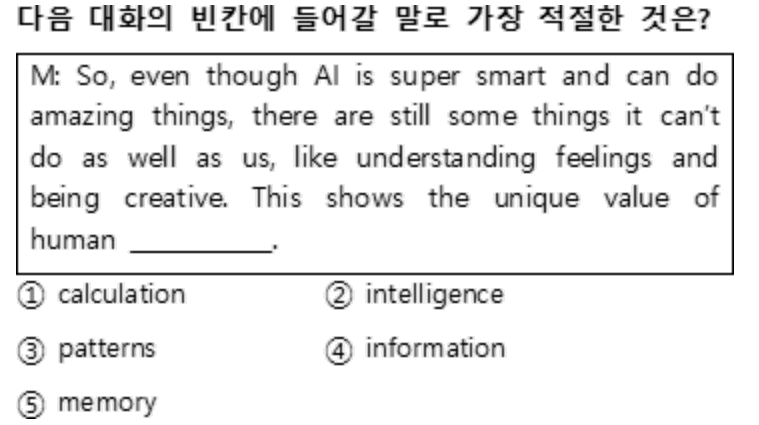 다음 대화의 빈칸에 들어갈 말로 가장 적절한 것은?
M: So, even though AI is super smart and can do
amazing things, there are still some things it can't
do as well as us, like understanding feelings and
being creative. This shows the unique value of
human __________.
① calculation ② intelligence
③ patterns ④ information
⑤ memory